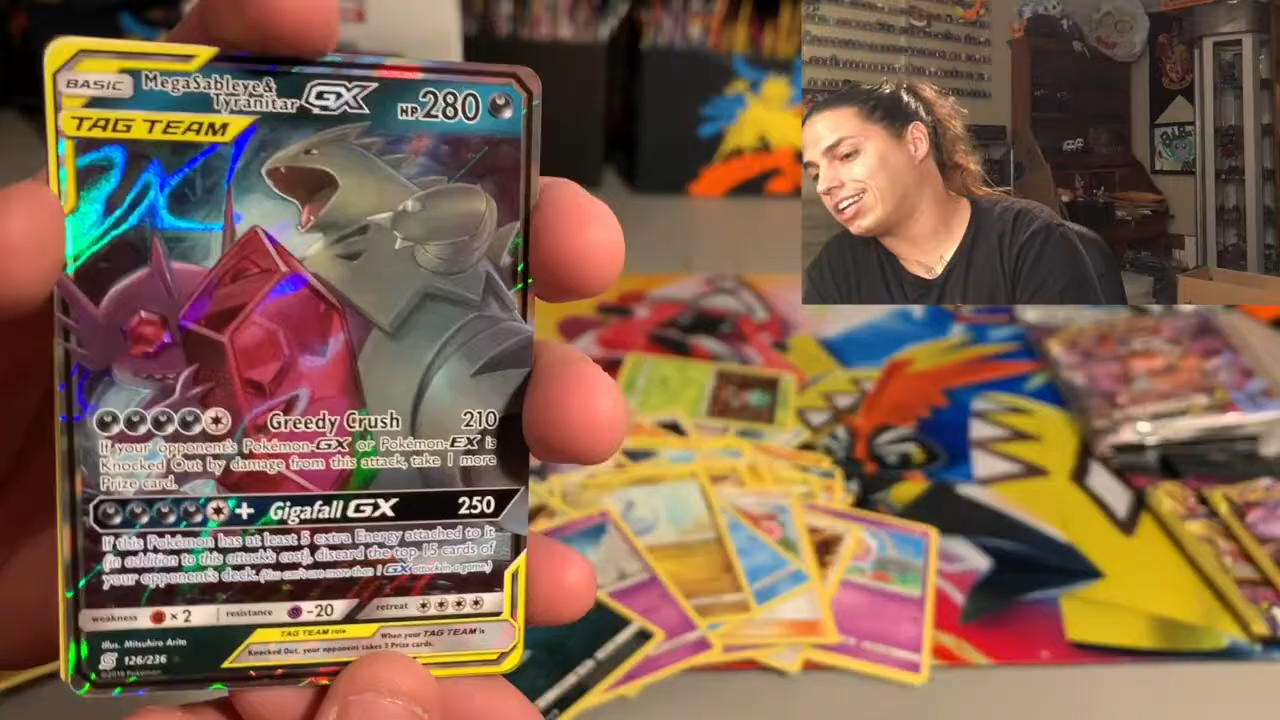 BASIC
MegaSableye &
Tyranitar GX
HP 280
TAG TEAM
Greedy Crush 210
If your opponent's Pokémon-GX or Pokémon-EX is
Knocked Out by damage from this attack, take 1 more
Prize card.
+ Gigafall GX 250
If this Pokémon has at least 5 extra Energy attached to it
(in addition to this attack's cost), discard the top 15 cards of
your opponent's deck. (You can't use more than 1 GX attack in a game.)
weakness ×2 resistance -20 retreat
Illus. Mitsuhiro Arita
TAG TEAM rule When your TAG TEAM is
Knocked Out, your opponent takes 3 Prize cards.
126/236
©2019 Pokémon